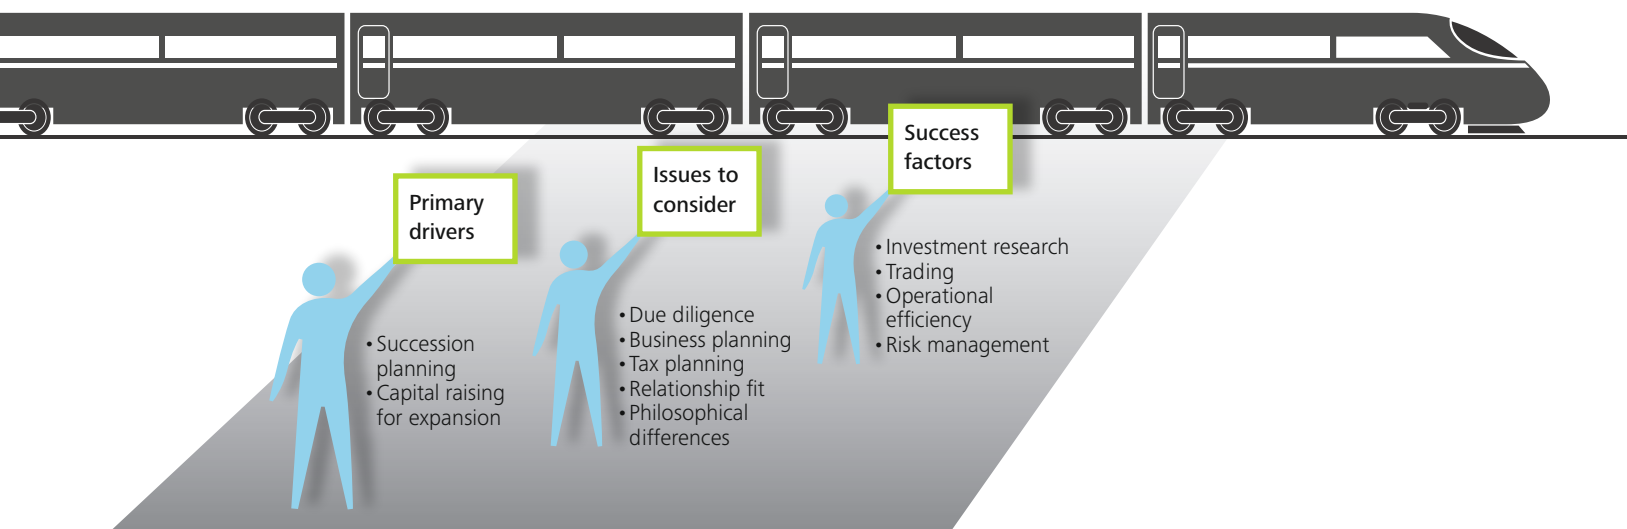 Primary
drivers
• Succession
planning
• Capital raising
for expansion
Issues to
consider
• Due diligence
• Business planning
• Tax planning
• Relationship fit
• Philosophical
differences
Success
factors
• Investment research
• Trading
• Operational
efficiency
• Risk management